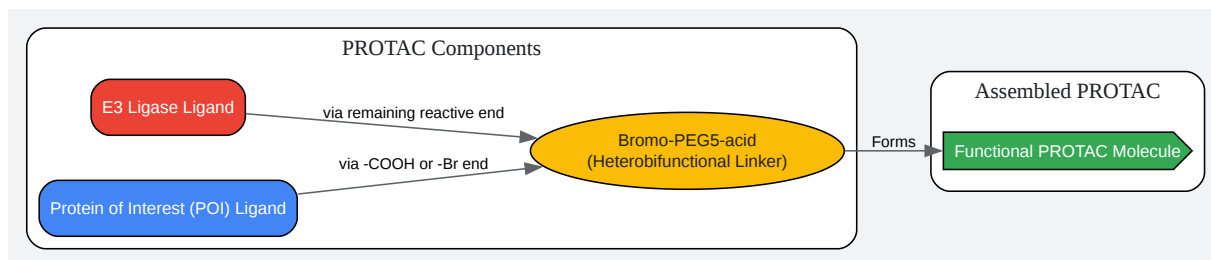 PROTAC Components
Assembled PROTAC
E3 Ligase Ligand
via remaining reactive end
Bromo-PEG5-acid
(Heterobifunctional Linker)
Forms
Functional PROTAC Molecule
via -COOH or -Br end
Protein of Interest (POI) Ligand